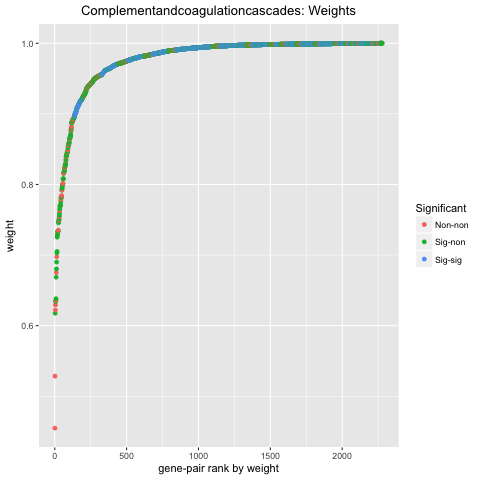 Complementandcoagulationcascades: Weights
1.0
0.8
0.6
weight
0
500
1000
1500
2000
gene-pair rank by weight
Significant
Non-non
Sig-non
Sig-sig